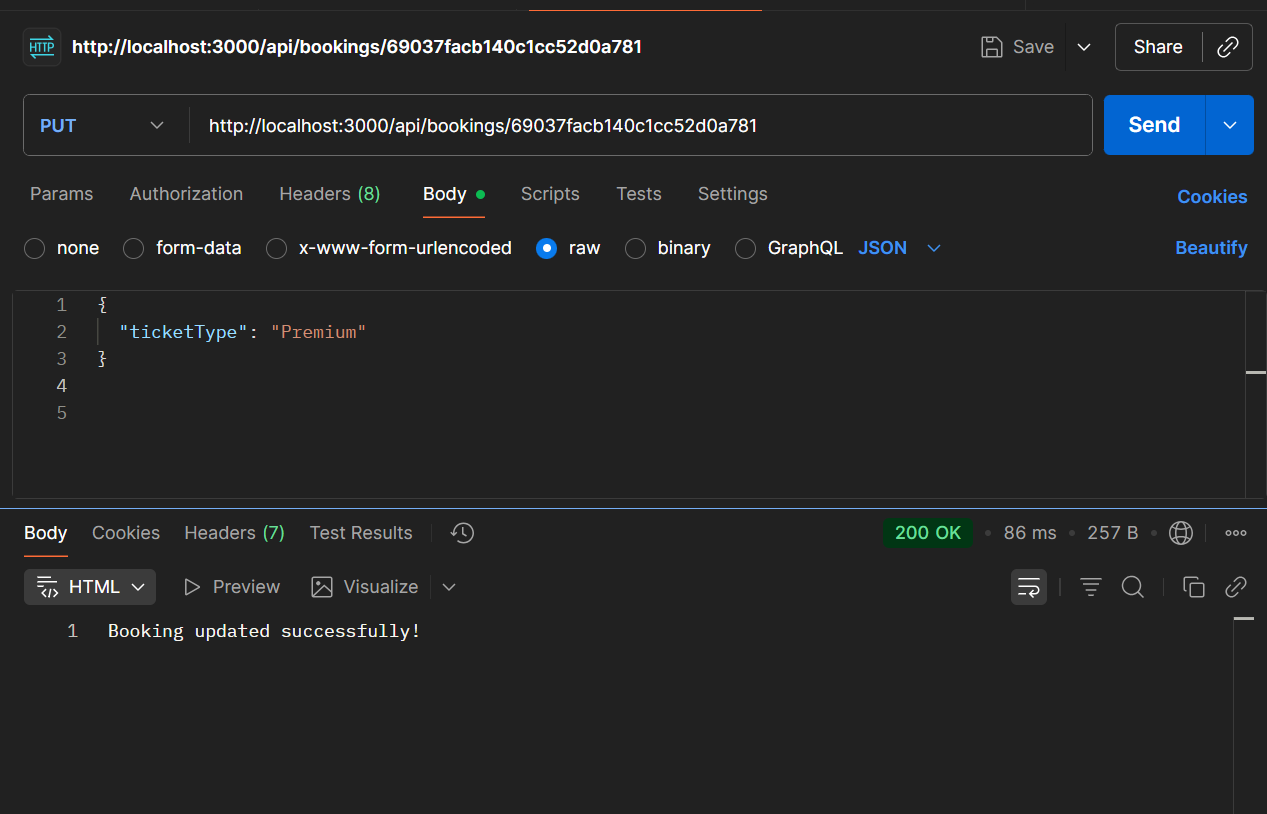 HTTP http://localhost:3000/api/bookings/69037facb140c1cc52d0a781 Save Share
PUT http://localhost:3000/api/bookings/69037facb140c1cc52d0a781 Send
Params Authorization Headers (8) Body Scripts Tests Settings Cookies
none form-data x-www-form-urlencoded raw binary GraphQL JSON Beautify
1 {
2 "ticketType": "Premium"
3 }
4
5
Body Cookies Headers (7) Test Results 200 OK • 86 ms • 257 B •
HTML Preview Visualize
1 Booking updated successfully!